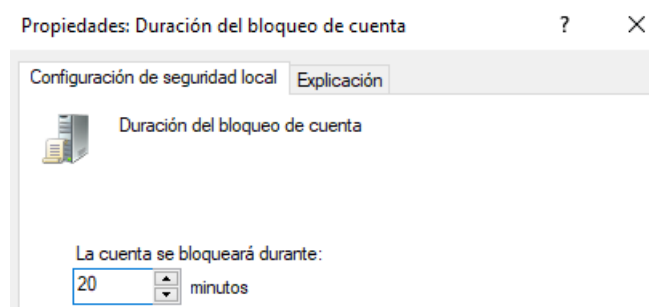 Propiedades: Duración del bloqueo de cuenta ?
Configuración de seguridad local Explicación
Duración del bloqueo de cuenta
La cuenta se bloqueará durante:
20 minutos